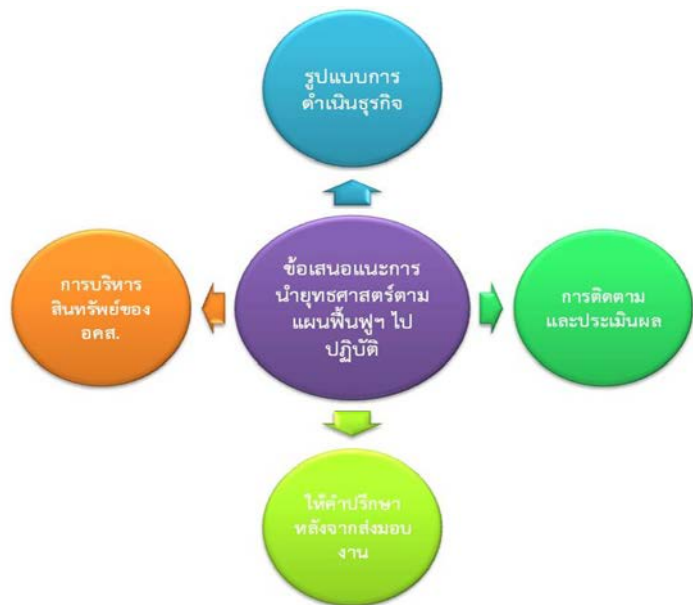 รูปแบบการ
ดำเนินธุรกิจ
ข้อเสนอแนะการ
นำยุทธศาสตร์ตาม
แผนฟื้นฟูฯ ไป
ปฏิบัติ
การบริหาร
สินทรัพย์ของ
อคส.
การติดตาม
และประเมินผล
ให้คำปรึกษา
หลังจากส่งมอบ
งาน